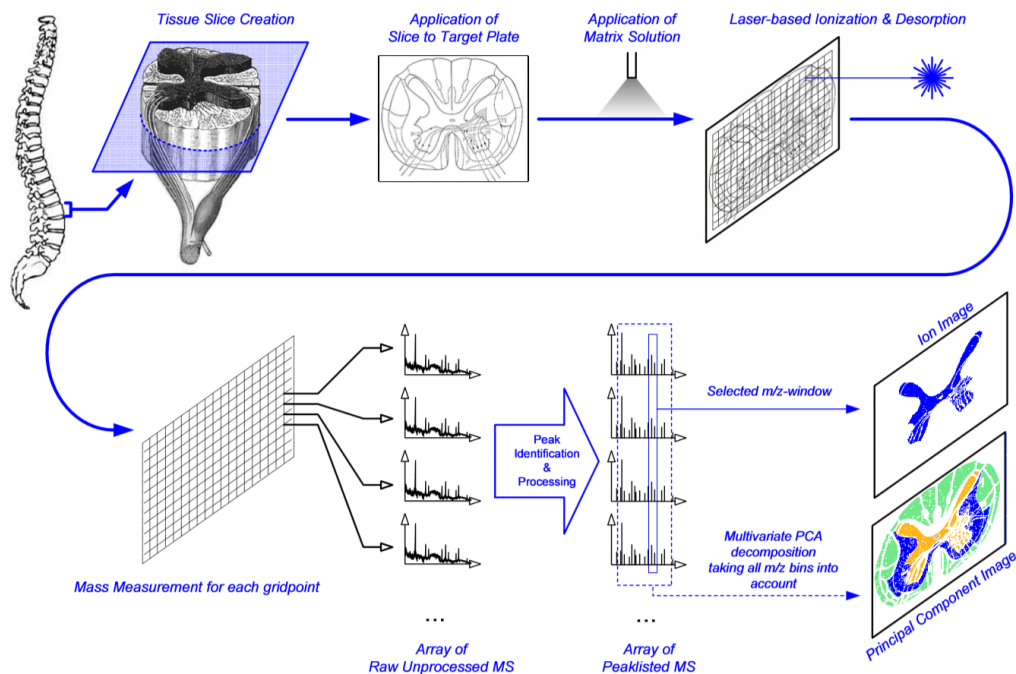 Tissue Slice Creation
Application of
Slice to Target Plate
Application of
Matrix Solution
Laser-based Ionization & Desorption
Ion Image
Selected m/z-window
Peak
Identification
&
Processing
Multivariate PCA
decomposition
taking all m/z bins into
account
Principal Component Image
Mass Measurement for each gridpoint
...
...
Array of
Raw Unprocessed MS
Array of
Peaklisted MS